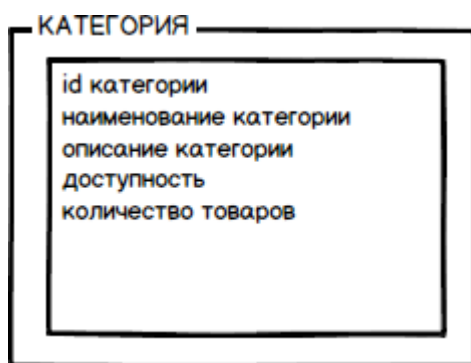 КАТЕГОРИЯ
id категории
наименование категории
описание категории
доступность
количество товаров